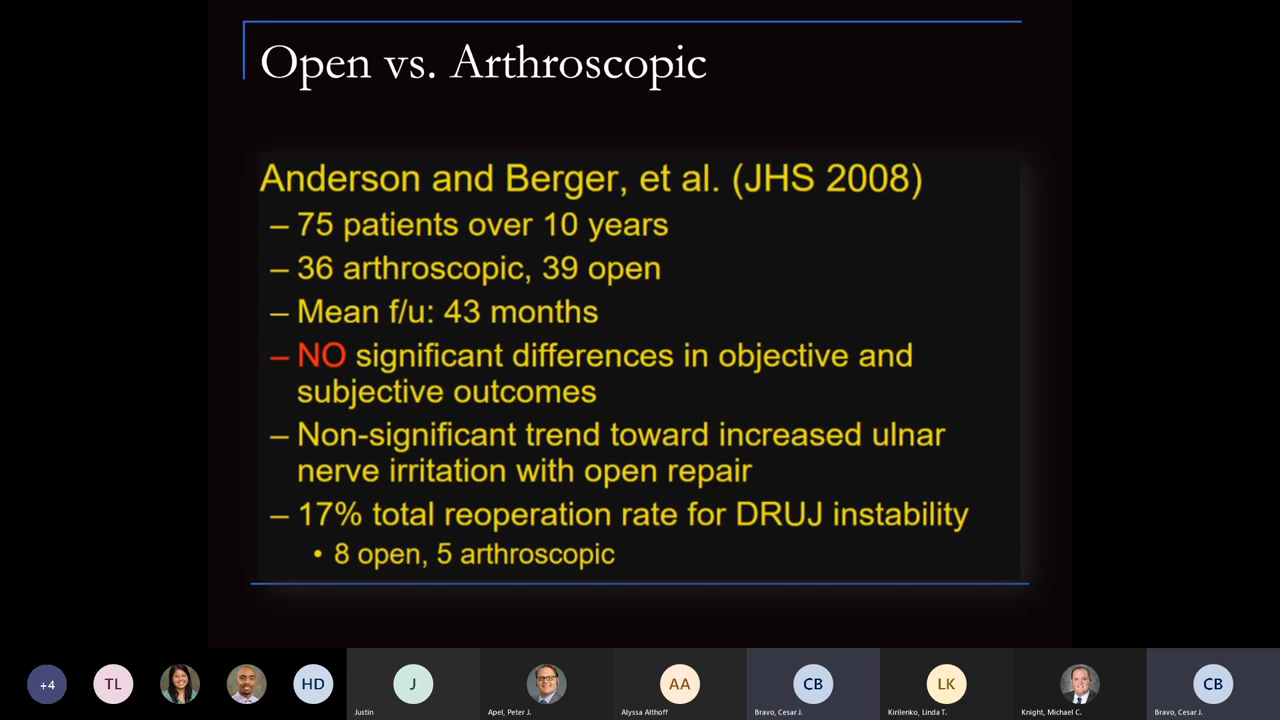 Open vs. Arthroscopic
Anderson and Berger, et al. (JHS 2008)
– 75 patients over 10 years
– 36 arthroscopic, 39 open
– Mean f/u: 43 months
– NO significant differences in objective and
subjective outcomes
– Non-significant trend toward increased ulnar
nerve irritation with open repair
– 17% total reoperation rate for DRUJ instability
• 8 open, 5 arthroscopic
+4 TL HD J AA CB LK CB
Justin Apel, Peter J. Alyssa Althoff Bravo, Cesar J. Kirilenko, Linda T. Knight, Michael C. Bravo, Cesar J.